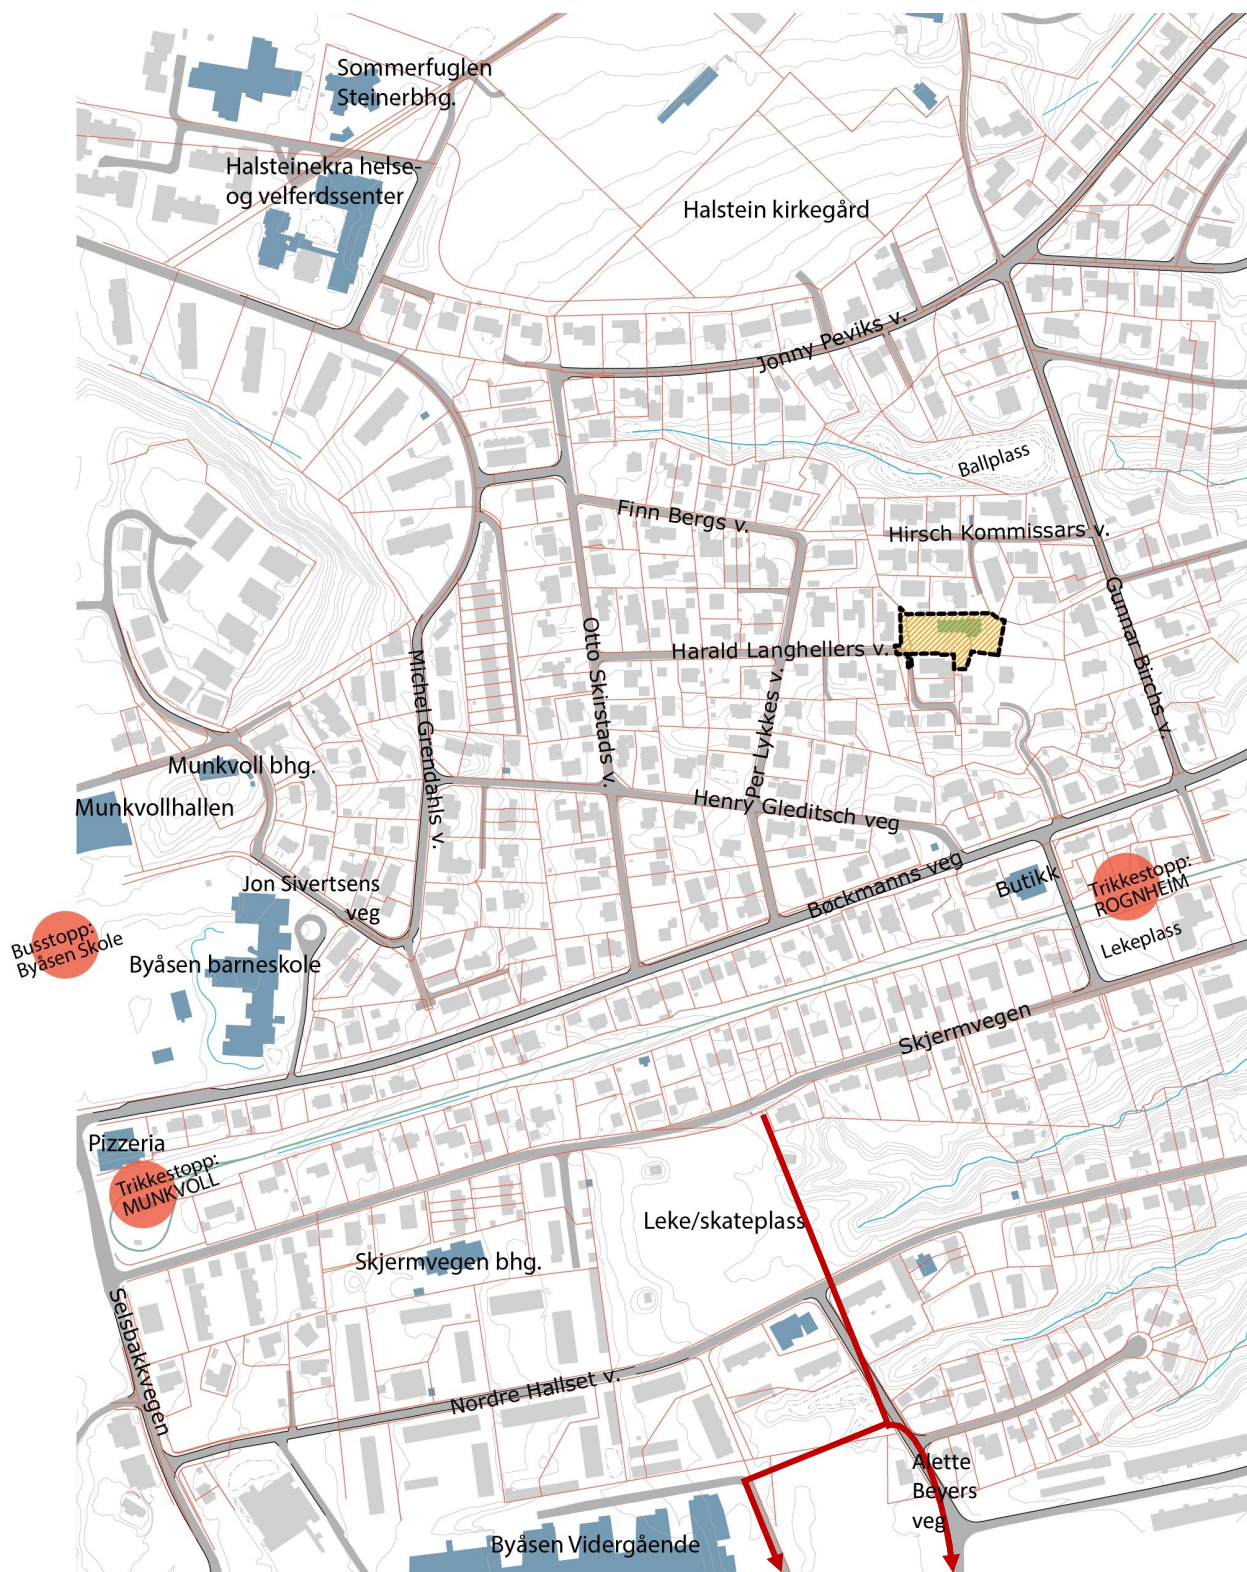 Sommerfuglen
Steinerbhg.
Halsteinekra helse-
og velferdssenter
Halstein kirkegård
Jonny Peviks v.
Ballplass
Finn Bergs v.
Hirsch Kommissars v.
Gunnar Birchs v.
Otto Skirstads v.
Harald Langhellers v.
Michel Grendahls v.
Per Lykkes v.
Munkvoll bhg.
Munkvollhallen
Henry Gleditsch veg
Bøckmanns veg
Butikk
Trikkestopp:
ROGNHEIM
Jon Sivertsens
veg
Busstopp:
Byåsen Skole
Byåsen barneskole
Lekeplass
Skjermvegen
Pizzeria
Trikkestopp:
MUNKVOLL
Leke/skateplass
Skjermvegen bhg.
Selsbakkvegen
Nordre Hallset v.
Alette
Beyers
veg
Byåsen Vidergående